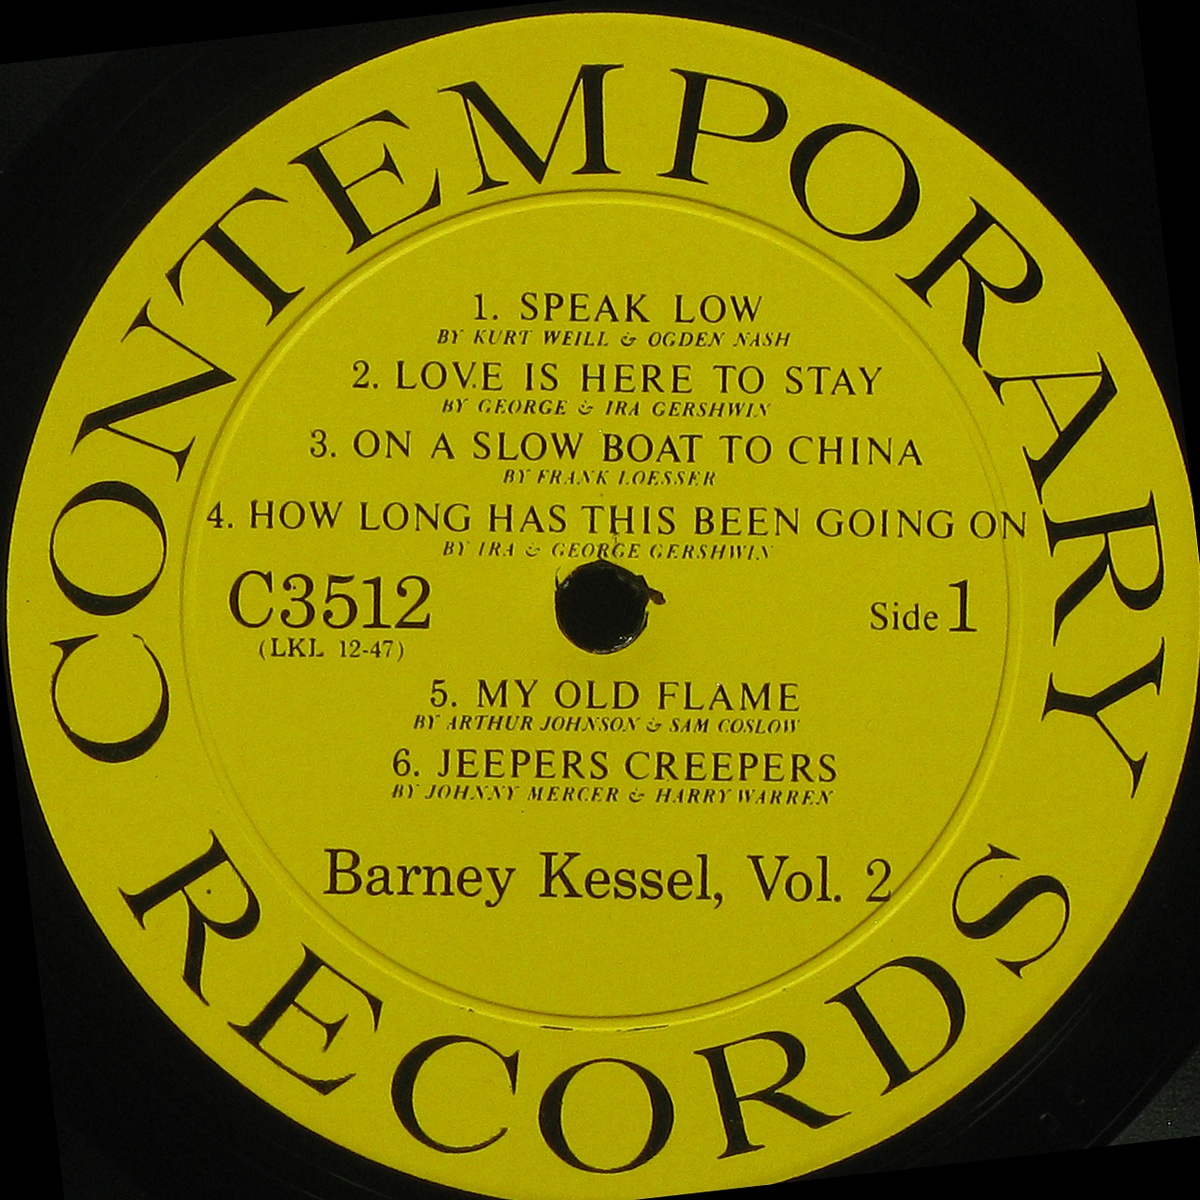 CONTEMPORARY
1. SPEAK LOW
BY KURT WEILL & OGDEN NASH
2. LOVE IS HERE TO STAY
BY GEORGE & IRA GERSHWIN
3. ON A SLOW BOAT TO CHINA
BY FRANK LOESSER
4. HOW LONG HAS THIS BEEN GOING ON
BY IRA & GEORGE GERSHWIN
C3512
(LKL 12-47)
Side 1
5. MY OLD FLAME
BY ARTHUR JOHNSON & SAM COSLOW
6. JEEPERS CREEPERS
BY JOHNNY MERCER & HARRY WARREN
Barney Kessel, Vol. 2
RECORDS